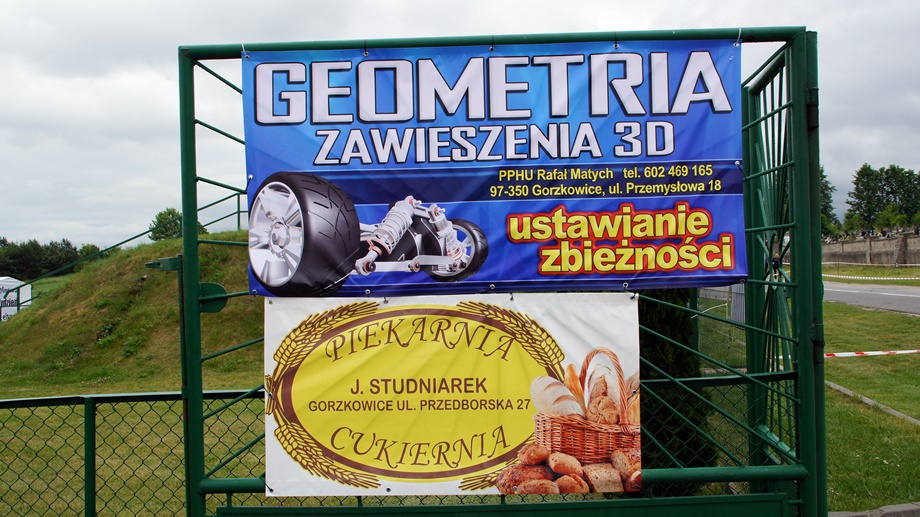 GEOMETRIA
ZAWIESZENIA 3D
PPHU Rafał Matych tel. 602 469 165
97-350 Gorzkowice, ul. Przemysłowa 18
ustawianie
zbieżności
PIEKARNIA
J. STUDNIAREK
GORZKOWICE UL. PRZEDBORSKA 27
CUKIERNIA